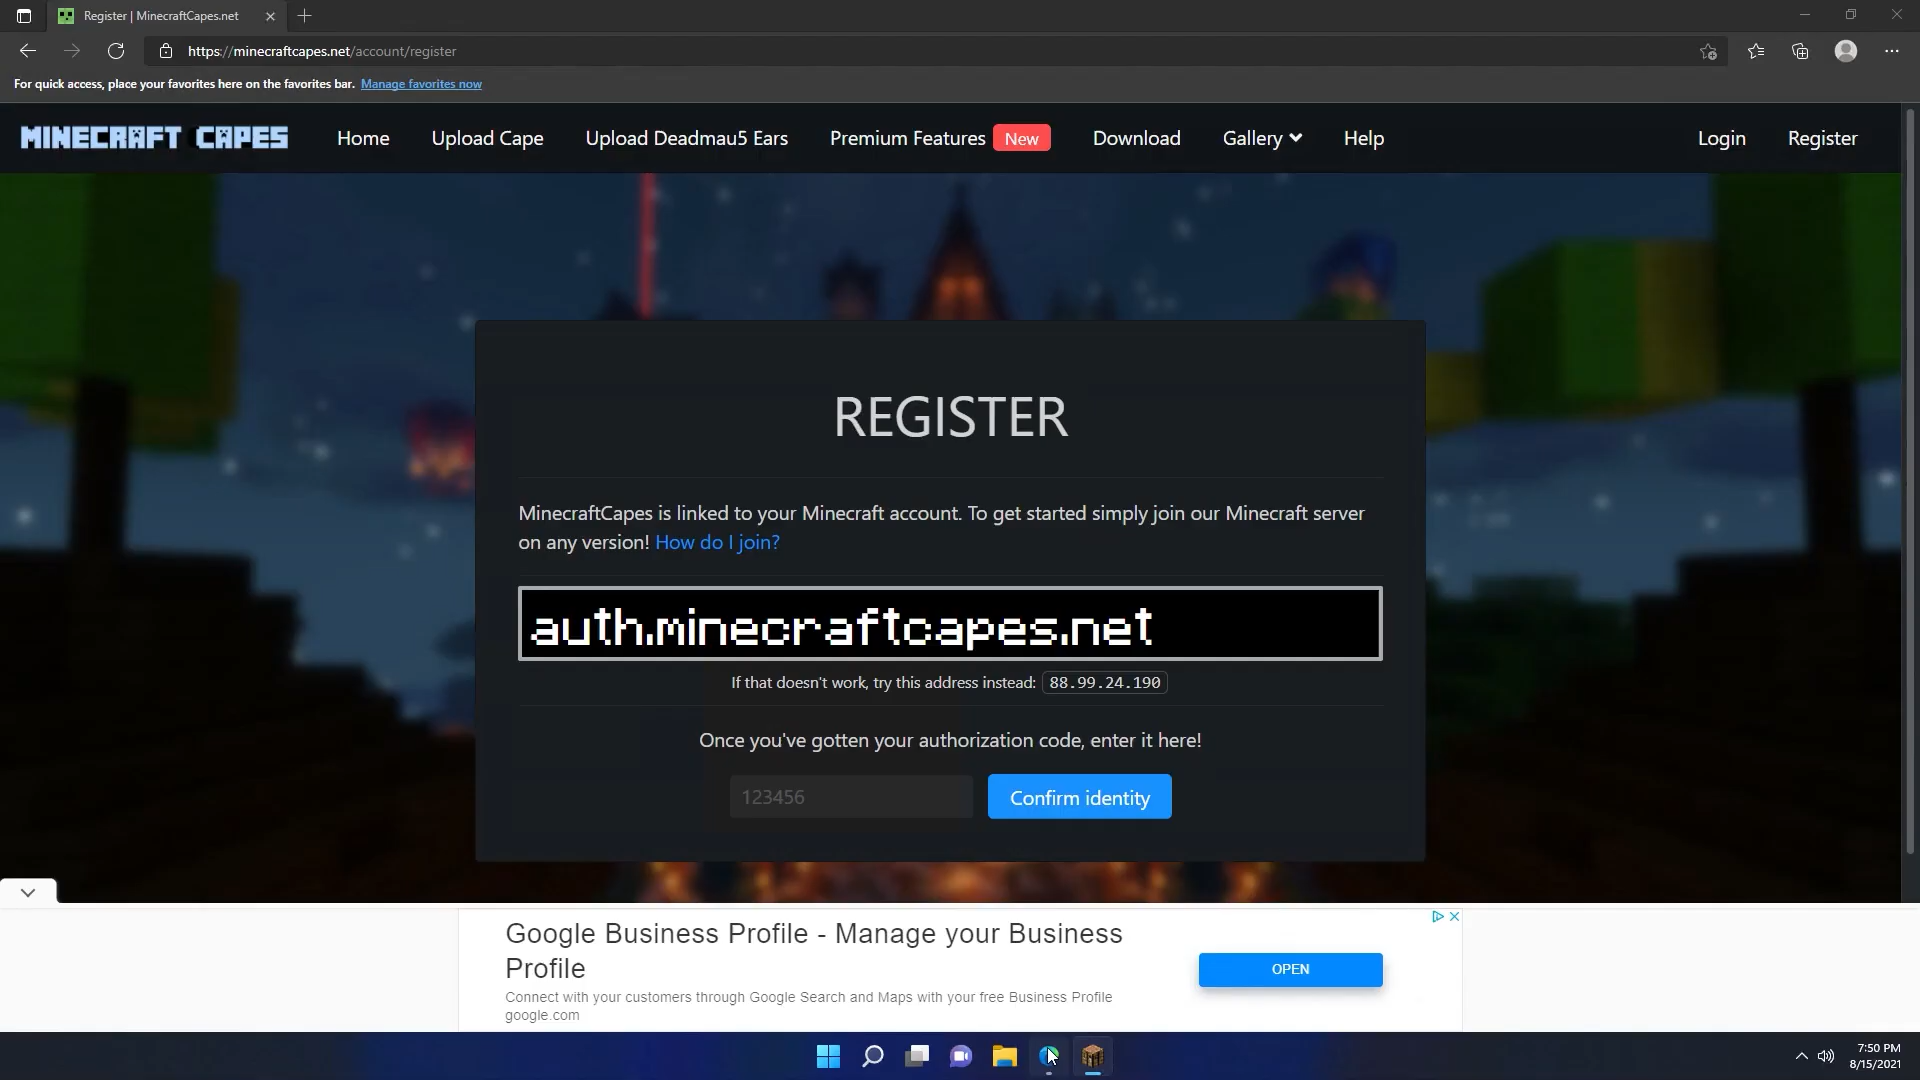 Register | MinecraftCapes.net
https://minecraftcapes.net/account/register
For quick access, place your favorites here on the favorites bar. Manage favorites now
MINECRAFT CAPES Home Upload Cape Upload Deadmau5 Ears Premium Features New Download Gallery Help Login Register
REGISTER
MinecraftCapes is linked to your Minecraft account. To get started simply join our Minecraft server
on any version! How do I join?
auth.minecraftcapes.net
If that doesn't work, try this address instead: 88.99.24.190
Once you've gotten your authorization code, enter it here!
123456 Confirm identity
Google Business Profile - Manage your Business
Profile
OPEN
Connect with your customers through Google Search and Maps with your free Business Profile
google.com
7:50 PM
8/15/2021